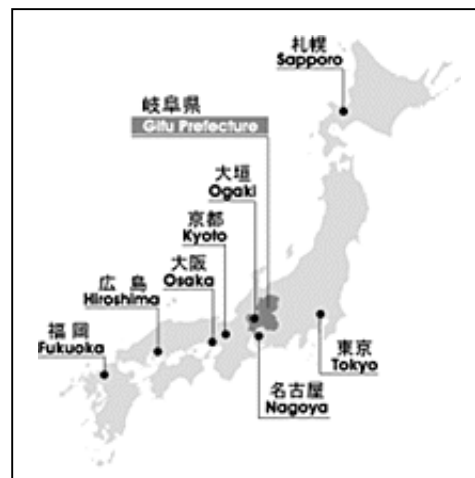 札幌
Sapporo
岐阜県
Gifu Prefecture
大垣
Ogaki
京都
Kyoto
大阪
Osaka
広島
Hiroshima
福岡
Fukuoka
東京
Tokyo
名古屋
Nagoya